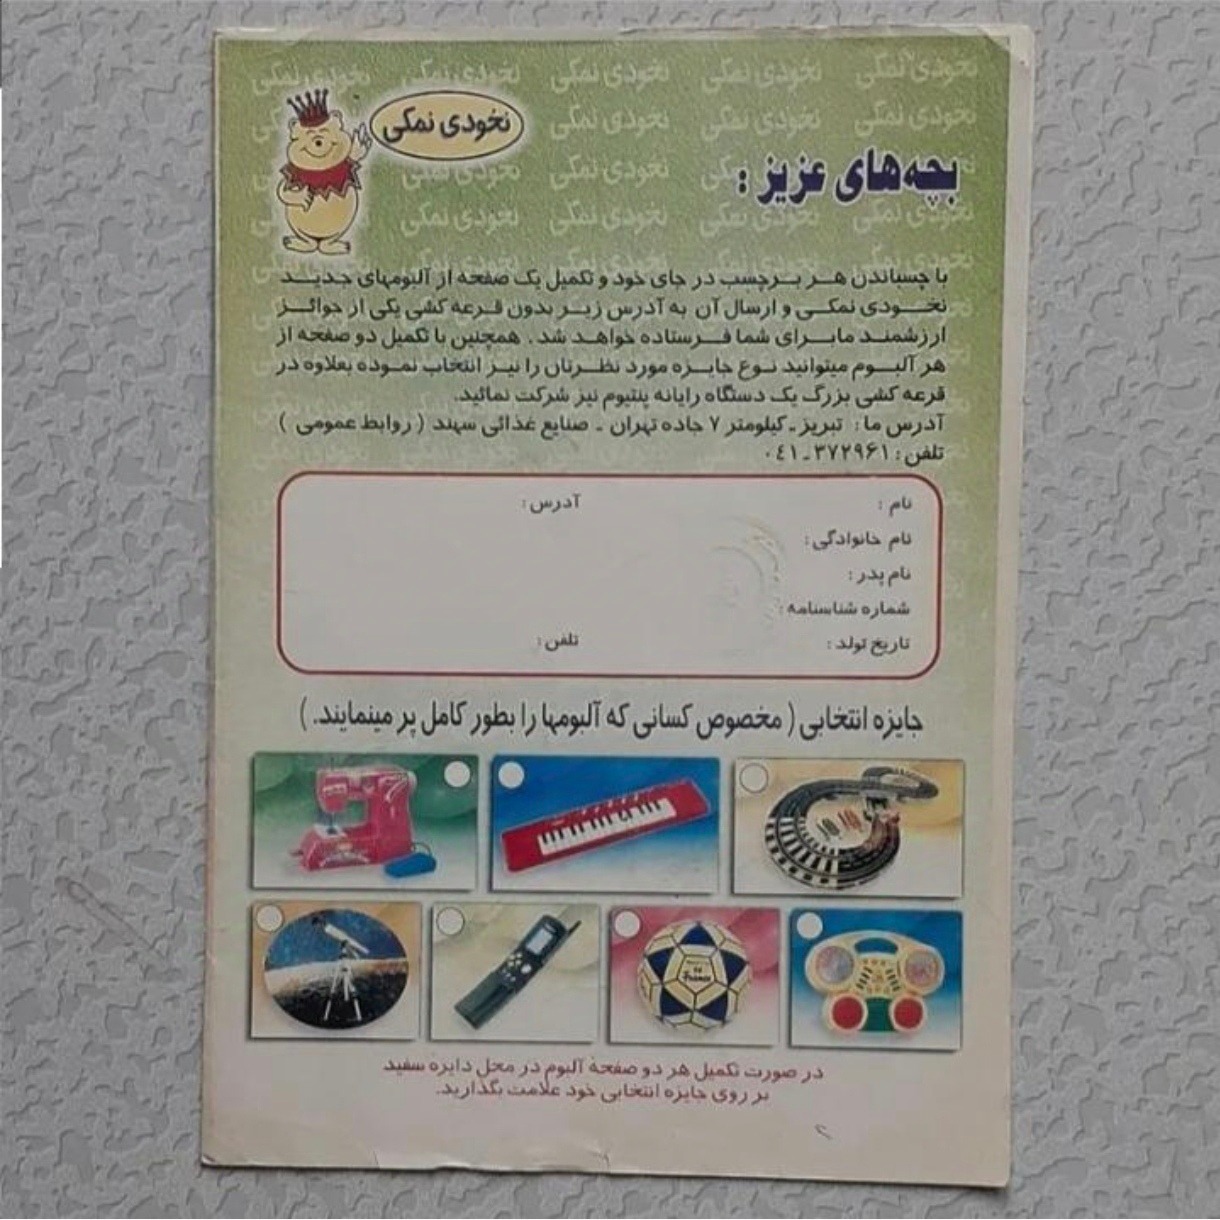 نخودی نمکی
بچه‌های عزیز :
با چسباندن هر برچسب در جای خود و تکمیل یک صفحه از آلبومهای جدید
نخودی نمکی و ارسال آن به آدرس زیر بدون قرعه کشی یکی از جوائز
ارزشمند ما برای شما فرستاده خواهد شد . همچنین با تکمیل دو صفحه از
هر آلبوم میتوانید نوع جایزه مورد نظرتان را نیز انتخاب نموده بعلاوه در
قرعه کشی بزرگ یک دستگاه رایانه پنتیوم نیز شرکت نمائید.
آدرس ما : تبریز ـ کیلومتر ۷ جاده تهران ـ صنایع غذائی سهند ( روابط عمومی )
تلفن : ۳۷۲۹۶۱ ـ ۰۴۱
نام :
آدرس :
نام خانوادگی :
نام پدر :
شماره شناسنامه :
تاریخ تولد :
تلفن :
جایزه انتخابی ( مخصوص کسانی که آلبومها را بطور کامل پر مینمایند. )
France
در صورت تکمیل هر دو صفحهٔ آلبوم در محل دایره سفید
بر روی جایزه انتخابی خود علامت بگذارید.